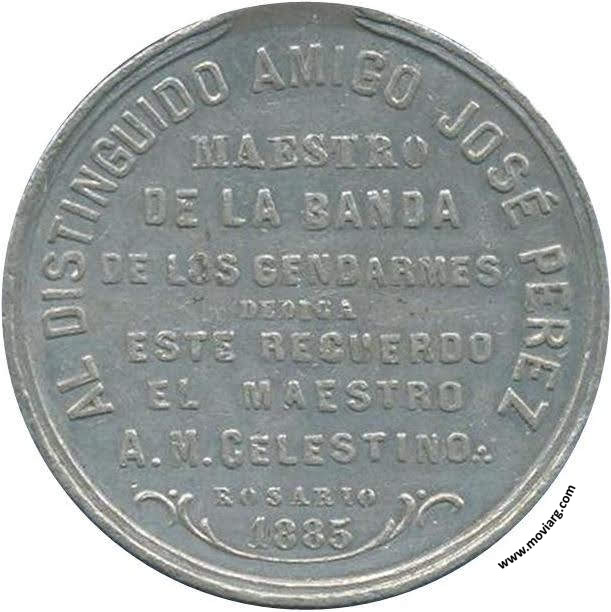 AL DISTINGUIDO AMIGO JOSÉ PEREZ
MAESTRO
DE LA BANDA
DE LOS GENDARMES
DEDICA
ESTE RECUERDO
EL MAESTRO
A. M. CELESTINO.
ROSARIO
1885
www.moviarg.com